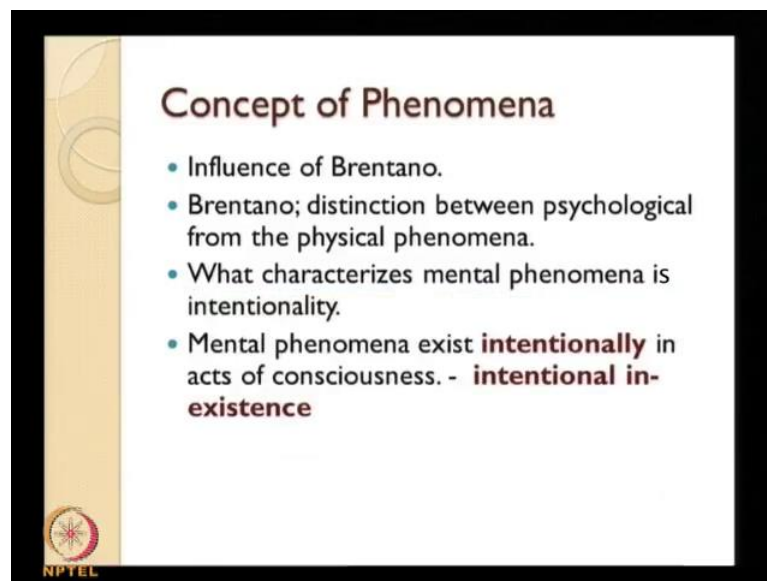 Concept of Phenomena
• Influence of Brentano.
• Brentano; distinction between psychological
from the physical phenomena.
• What characterizes mental phenomena is
intentionality.
• Mental phenomena exist intentionally in
acts of consciousness. - intentional in-
existence
NPTEL